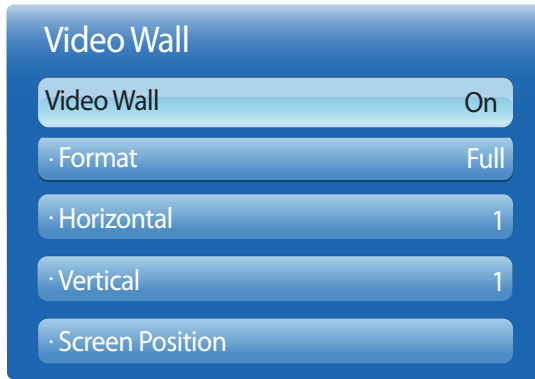 Video Wall
Video Wall On
· Format Full
· Horizontal 1
· Vertical 1
· Screen Position